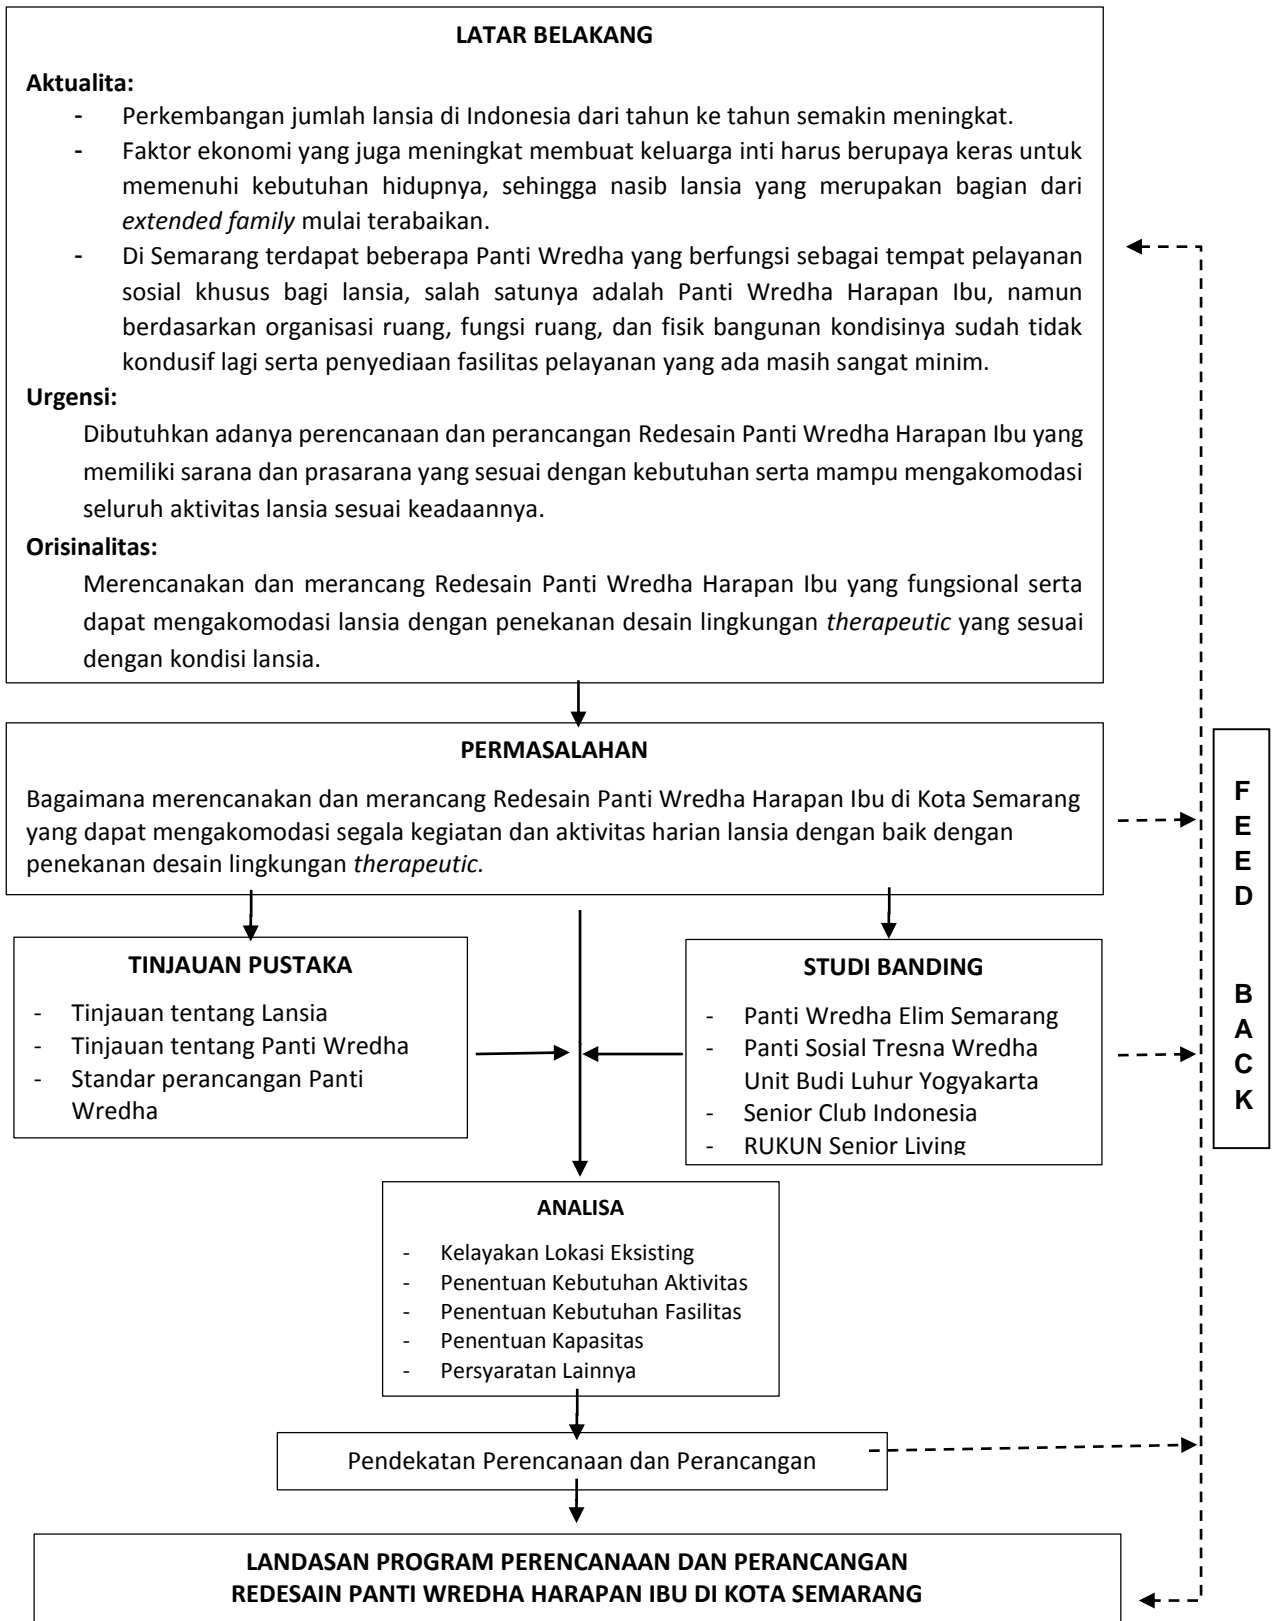 LATAR BELAKANG
Aktualita:
- Perkembangan jumlah lansia di Indonesia dari tahun ke tahun semakin meningkat.
- Faktor ekonomi yang juga meningkat membuat keluarga inti harus berupaya keras untuk
memenuhi kebutuhan hidupnya, sehingga nasib lansia yang merupakan bagian dari
extended family mulai terabaikan.
- Di Semarang terdapat beberapa Panti Wredha yang berfungsi sebagai tempat pelayanan
sosial khusus bagi lansia, salah satunya adalah Panti Wredha Harapan Ibu, namun
berdasarkan organisasi ruang, fungsi ruang, dan fisik bangunan kondisinya sudah tidak
kondusif lagi serta penyediaan fasilitas pelayanan yang ada masih sangat minim.
Urgensi:
Dibutuhkan adanya perencanaan dan perancangan Redesain Panti Wredha Harapan Ibu yang
memiliki sarana dan prasarana yang sesuai dengan kebutuhan serta mampu mengakomodasi
seluruh aktivitas lansia sesuai keadaannya.
Orisinalitas:
Merencanakan dan merancang Redesain Panti Wredha Harapan Ibu yang fungsional serta
dapat mengakomodasi lansia dengan penekanan desain lingkungan therapeutic yang sesuai
dengan kondisi lansia.
PERMASALAHAN
Bagaimana merencanakan dan merancang Redesain Panti Wredha Harapan Ibu di Kota Semarang
yang dapat mengakomodasi segala kegiatan dan aktivitas harian lansia dengan baik dengan
penekanan desain lingkungan therapeutic.
TINJAUAN PUSTAKA
- Tinjauan tentang Lansia
- Tinjauan tentang Panti Wredha
- Standar perancangan Panti
Wredha
STUDI BANDING
- Panti Wredha Elim Semarang
- Panti Sosial Tresna Wredha
Unit Budi Luhur Yogyakarta
- Senior Club Indonesia
- RUKUN Senior Living
ANALISA
- Kelayakan Lokasi Eksisting
- Penentuan Kebutuhan Aktivitas
- Penentuan Kebutuhan Fasilitas
- Penentuan Kapasitas
- Persyaratan Lainnya
Pendekatan Perencanaan dan Perancangan
LANDASAN PROGRAM PERENCANAAN DAN PERANCANGAN
REDESAIN PANTI WREDHA HARAPAN IBU DI KOTA SEMARANG
F
E
E
D
B
A
C
K